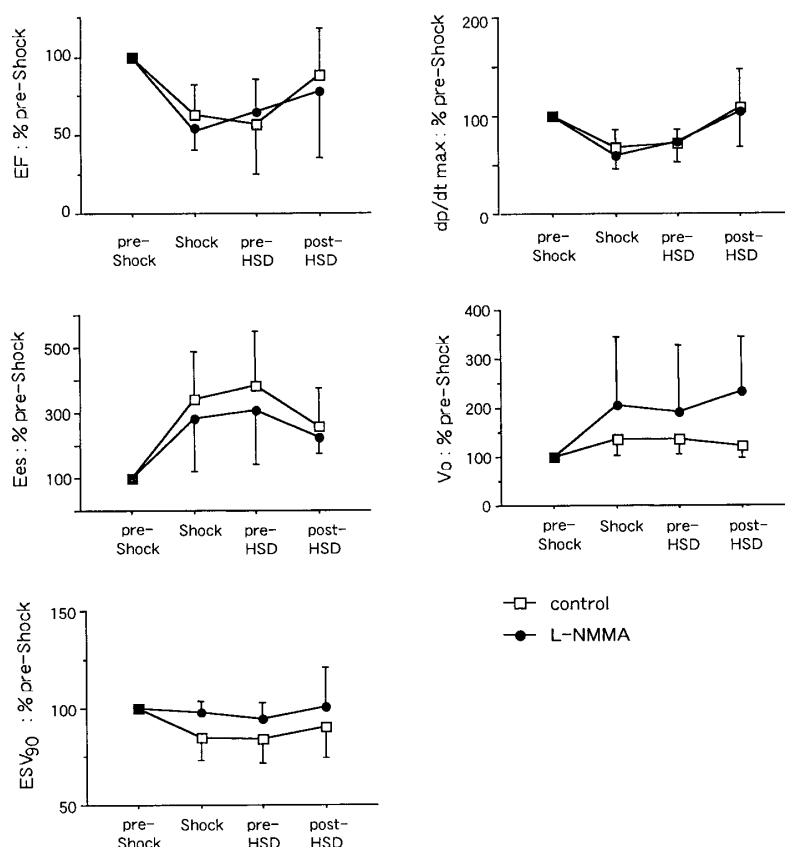 EF : % pre-Shock
100
50
0
pre-Shock
Shock
pre-HSD
post-HSD
dp/dt max : % pre-Shock
200
100
0
pre-Shock
Shock
pre-HSD
post-HSD
Ees : % pre-Shock
500
300
100
pre-Shock
Shock
pre-HSD
post-HSD
Vo : % pre-Shock
400
300
200
100
0
pre-Shock
Shock
pre-HSD
post-HSD
ESV90 : % pre-Shock
150
100
50
pre-Shock
Shock
pre-HSD
post-HSD
control
L-NMMA